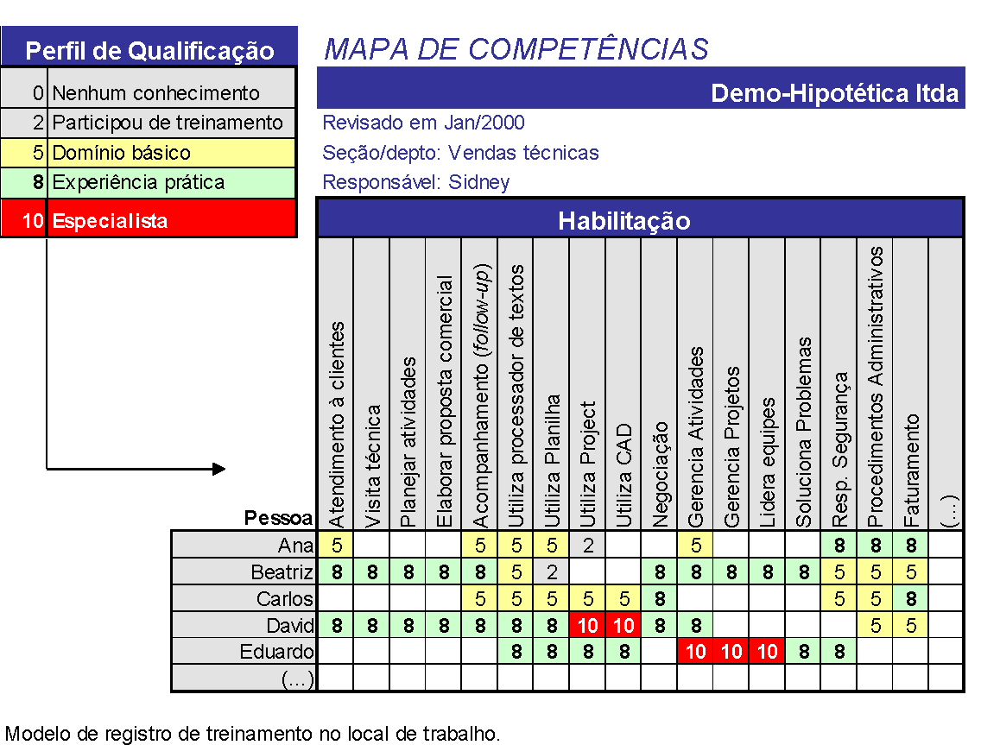 Perfil de Qualificação
0 Nenhum conhecimento
2 Participou de treinamento
5 Domínio básico
8 Experiência prática
10 Especialista
MAPA DE COMPETÊNCIAS
Demo-Hipotética ltda
Revisado em Jan/2000
Seção/depto: Vendas técnicas
Responsável: Sidney
Habilitação
Pessoa
Atendimento à clientes
Visita técnica
Planejar atividades
Elaborar proposta comercial
Acompanhamento (follow-up)
Utiliza processador de textos
Utiliza Planilha
Utiliza Project
Utiliza CAD
Negociação
Gerencia Atividades
Gerencia Projetos
Lidera equipes
Soluciona Problemas
Resp. Segurança
Procedimentos Administrativos
Faturamento
(...)
Ana 5 5 5 5 2 5 8 8 8
Beatriz 8 8 8 8 8 5 2 8 8 8 8 8 5 5 5
Carlos 5 5 5 5 5 8 5 5 8
David 8 8 8 8 8 8 8 10 10 8 8 5 5
Eduardo 8 8 8 8 10 10 10 8 8
(...)
Modelo de registro de treinamento no local de trabalho.